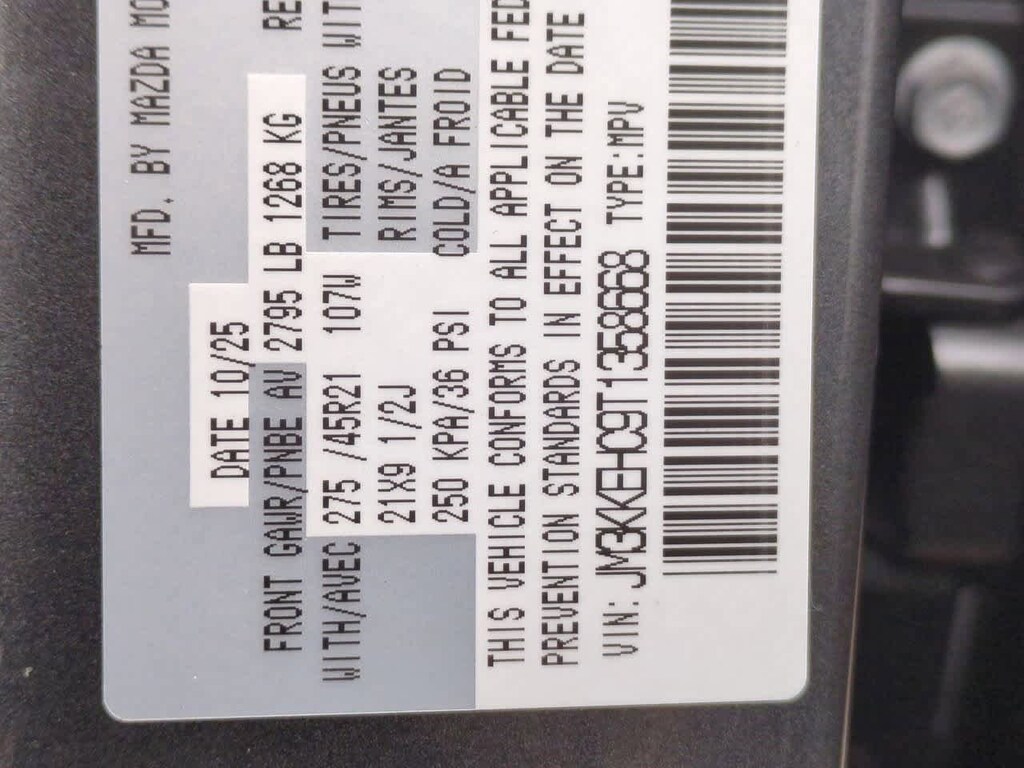 MFD. BY MAZDA MO
DATE 10/25
FRONT GAWR/PNBE AV 2795 LB 1268 KG RE
WITH/AVEC 275 /45R21 107W TIRES/PNEUS WIT
21X9 1/2J RIMS/JANTES
250 KPA/36 PSI COLD/A FROID
THIS VEHICLE CONFORMS TO ALL APPLICABLE FED
PREVENTION STANDARDS IN EFFECT ON THE DATE
VIN: JM3KKEHC9T1358668 TYPE:MPV